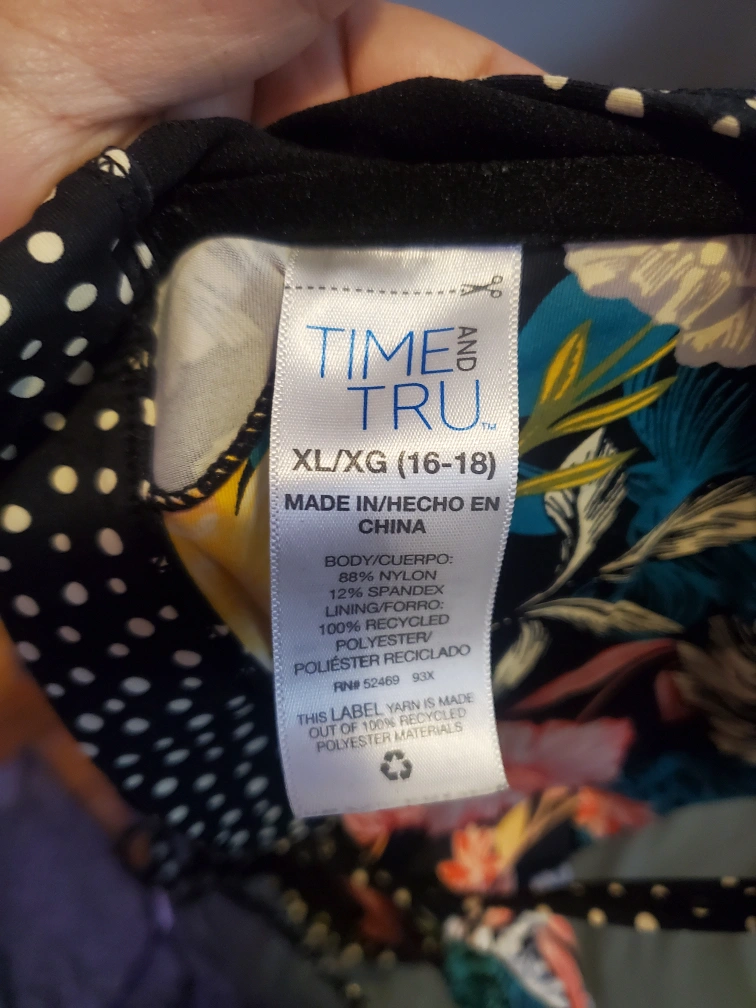 TIME AND
TRU™
XL/XG (16-18)
MADE IN/HECHO EN
CHINA
BODY/CUERPO:
88% NYLON
12% SPANDEX
LINING/FORRO:
100% RECYCLED
POLYESTER/
POLIÉSTER RECICLADO
RN# 52469 93X
THIS LABEL YARN IS MADE
OUT OF 100% RECYCLED
POLYESTER MATERIALS